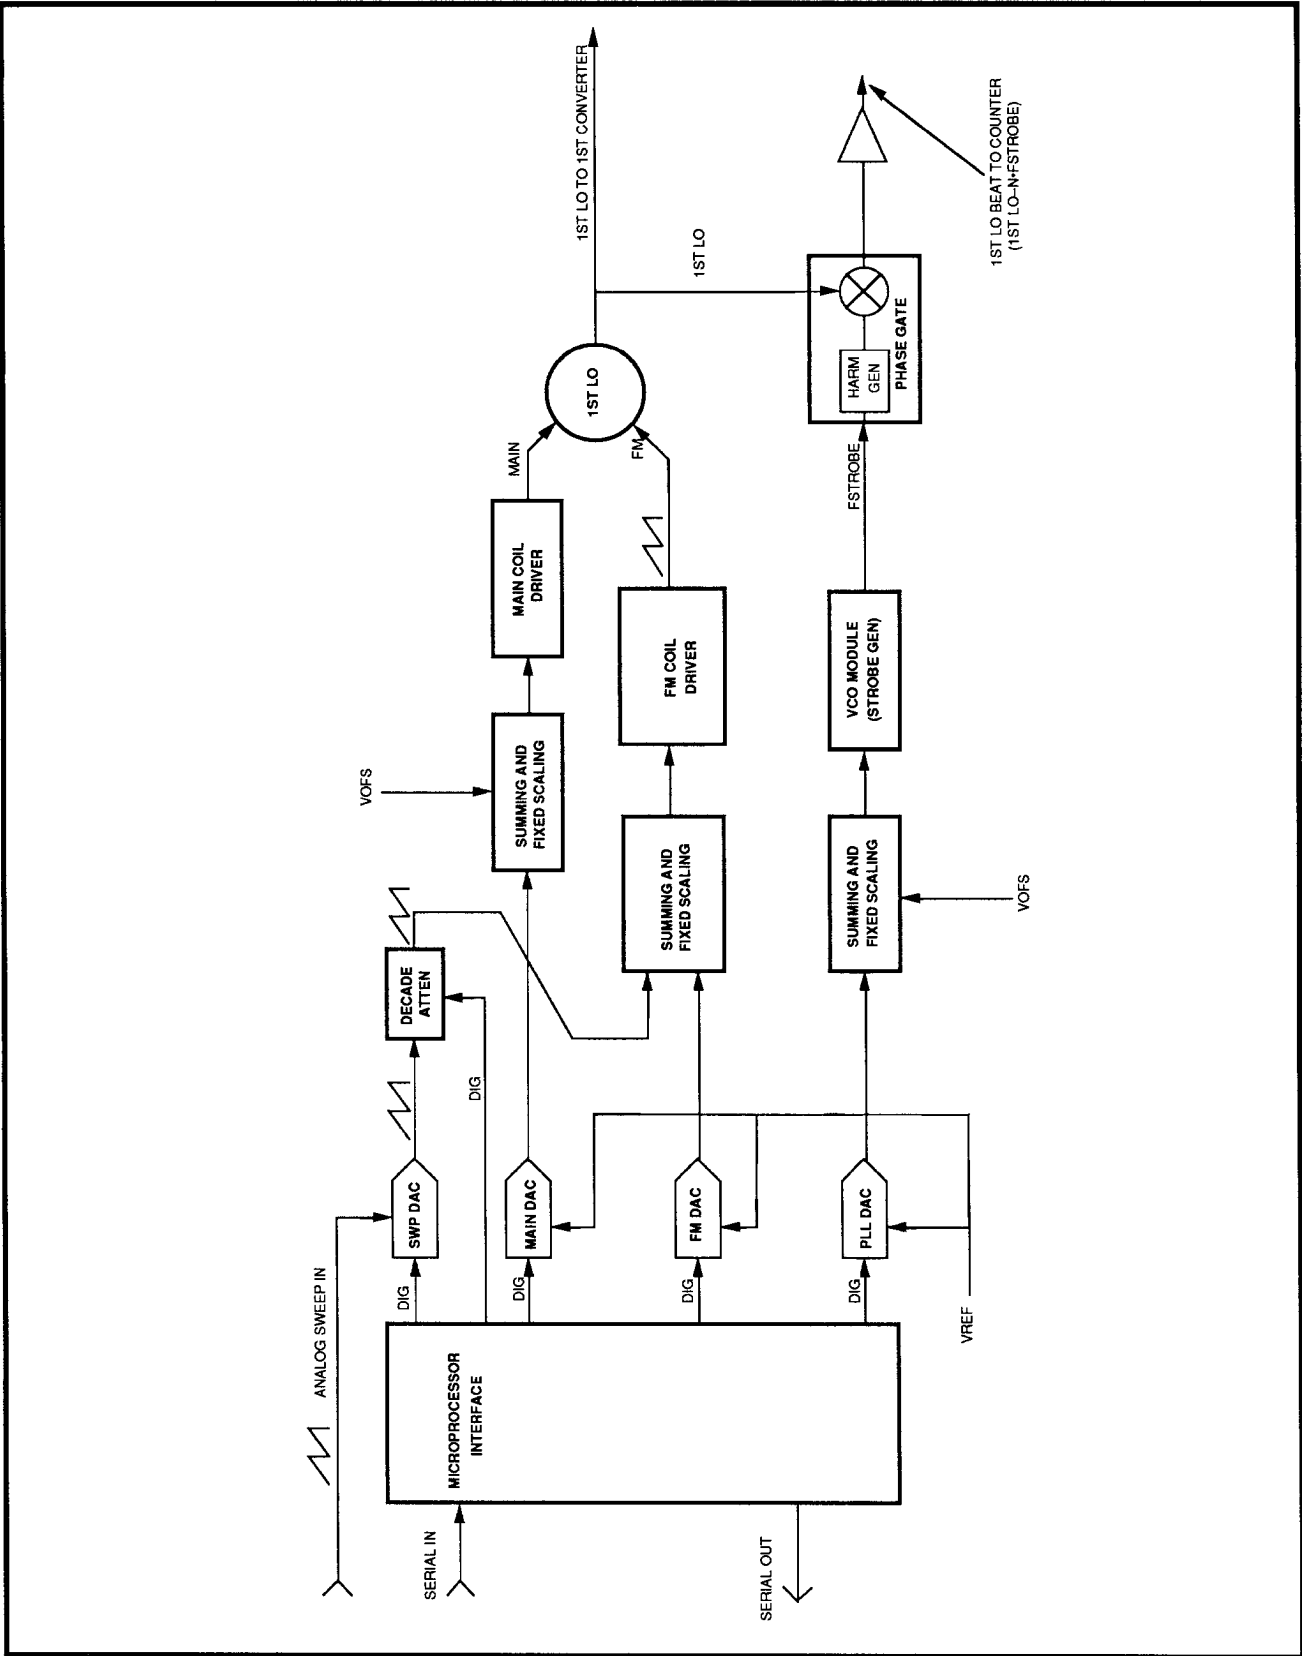 ANALOG SWEEP IN
SERIAL IN
SERIAL OUT
MICROPROCESSOR
INTERFACE
DIG
DIG
DIG
DIG
DIG
SWP DAC
MAIN DAC
FM DAC
PLL DAC
VREF
DECADE
ATTEN
VOFS
SUMMING AND
FIXED SCALING
SUMMING AND
FIXED SCALING
SUMMING AND
FIXED SCALING
VOFS
MAIN COIL
DRIVER
FM COIL
DRIVER
VCO MODULE
(STROBE GEN)
MAIN
FM
FSTROBE
1ST LO
HARM
GEN
PHASE GATE
1ST LO
1ST LO TO 1ST CONVERTER
1ST LO BEAT TO COUNTER
(1ST LO–N•FSTROBE)